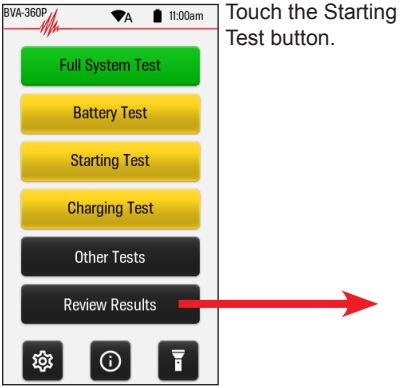 BVA-360P A 11:00am
Touch the Starting
Test button.
Full System Test
Battery Test
Starting Test
Charging Test
Other Tests
Review Results